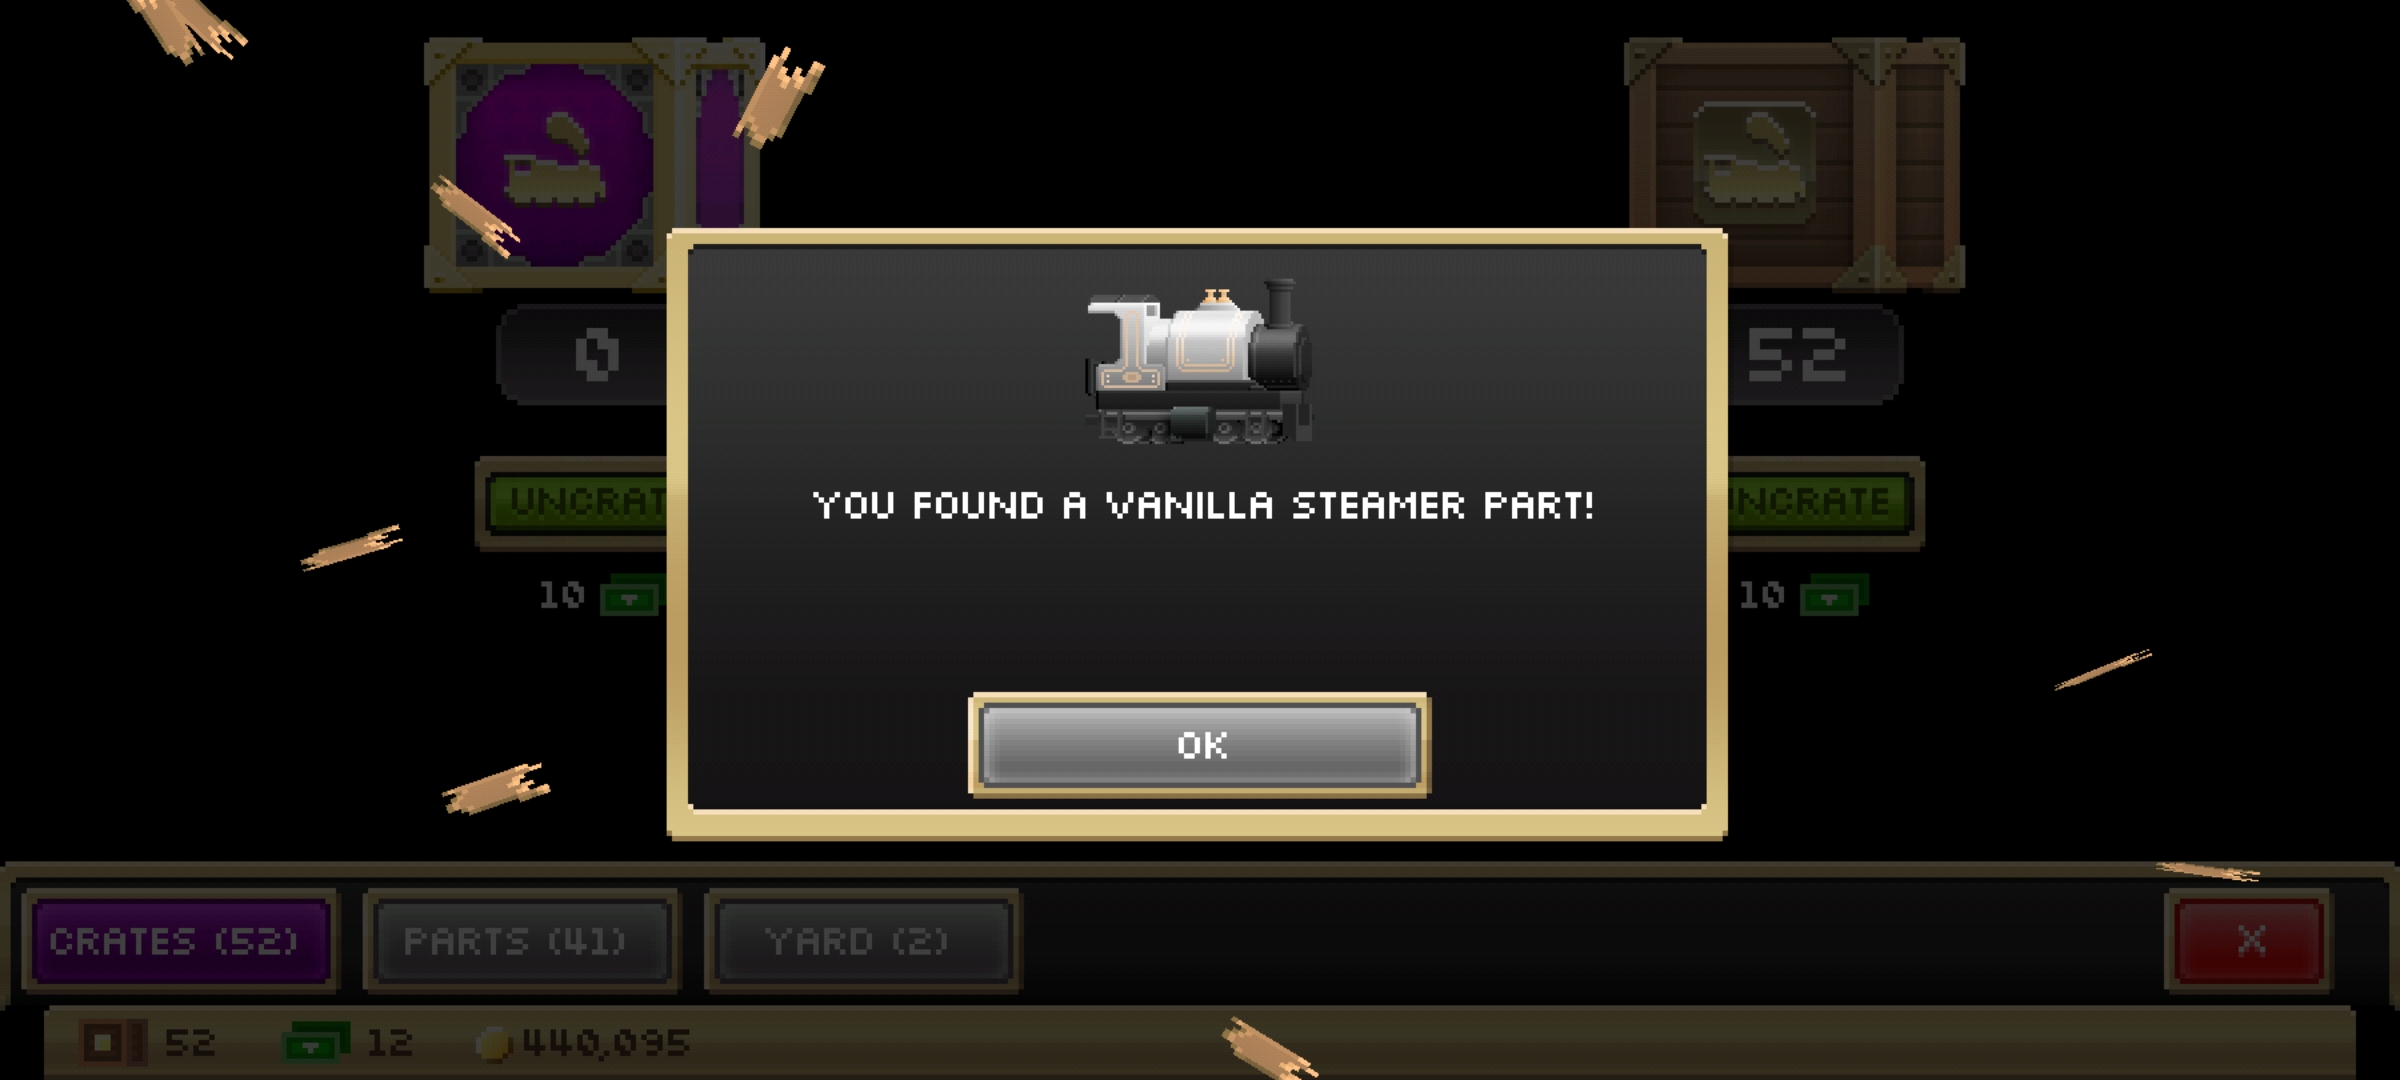 0
52
UNCRAT
NCRATE
10
10
YOU FOUND A VANILLA STEAMER PART!
OK
CRATES (52)
PARTS (41)
YARD (2)
X
52
12
440,095